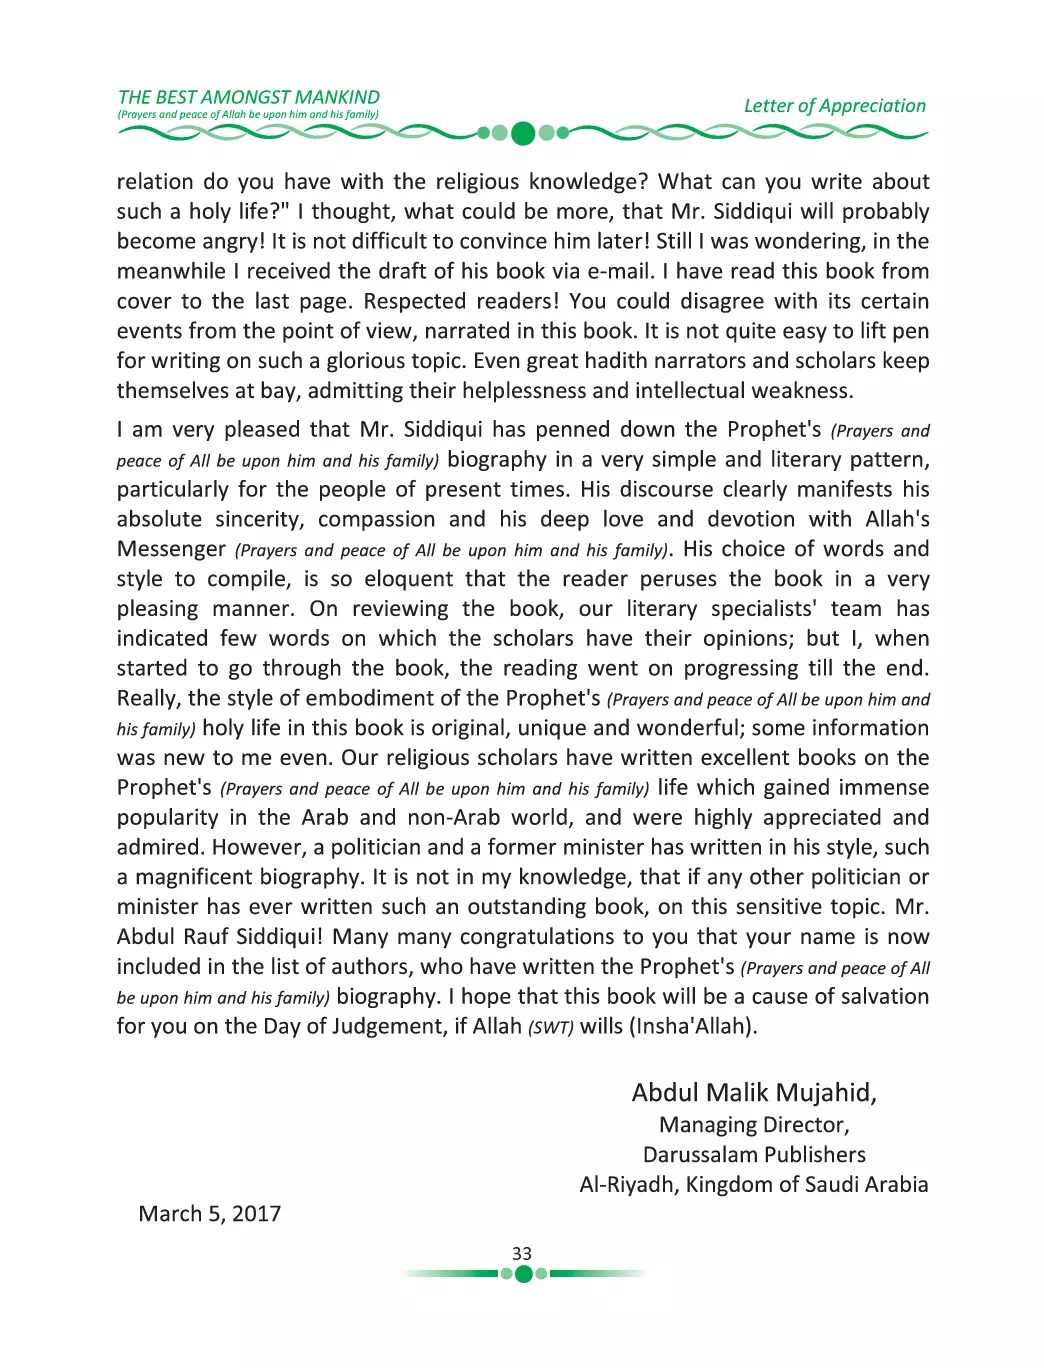 THE BEST AMONGST MANKIND
(Prayers and peace of Allah be upon him and his family)
Letter of Appreciation
relation do you have with the religious knowledge? What can you write about
such a holy life?" I thought, what could be more, that Mr. Siddiqui will probably
become angry! It is not difficult to convince him later! Still I was wondering, in the
meanwhile I received the draft of his book via e-mail. I have read this book from
cover to the last page. Respected readers! You could disagree with its certain
events from the point of view, narrated in this book. It is not quite easy to lift pen
for writing on such a glorious topic. Even great hadith narrators and scholars keep
themselves at bay, admitting their helplessness and intellectual weakness.
I am very pleased that Mr. Siddiqui has penned down the Prophet's (Prayers and
peace of All be upon him and his family) biography in a very simple and literary pattern,
particularly for the people of present times. His discourse clearly manifests his
absolute sincerity, compassion and his deep love and devotion with Allah's
Messenger (Prayers and peace of All be upon him and his family). His choice of words and
style to compile, is so eloquent that the reader peruses the book in a very
pleasing manner. On reviewing the book, our literary specialists' team has
indicated few words on which the scholars have their opinions; but I, when
started to go through the book, the reading went on progressing till the end.
Really, the style of embodiment of the Prophet's (Prayers and peace of All be upon him and
his family) holy life in this book is original, unique and wonderful; some information
was new to me even. Our religious scholars have written excellent books on the
Prophet's (Prayers and peace of All be upon him and his family) life which gained immense
popularity in the Arab and non-Arab world, and were highly appreciated and
admired. However, a politician and a former minister has written in his style, such
a magnificent biography. It is not in my knowledge, that if any other politician or
minister has ever written such an outstanding book, on this sensitive topic. Mr.
Abdul Rauf Siddiqui! Many many congratulations to you that your name is now
included in the list of authors, who have written the Prophet's (Prayers and peace of All
be upon him and his family) biography. I hope that this book will be a cause of salvation
for you on the Day of Judgement, if Allah (SWT) wills (Insha'Allah).
Abdul Malik Mujahid,
Managing Director,
Darussalam Publishers
Al-Riyadh, Kingdom of Saudi Arabia
March 5, 2017
33